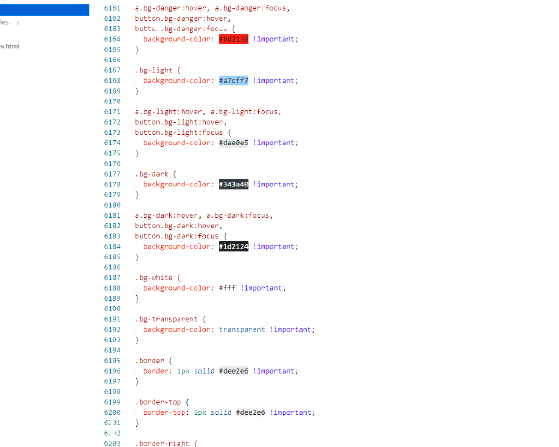 6161 a.bg-danger:hover, a.bg-danger:focus,
6162 button.bg-danger:hover,
6163 button.bg-danger:focus {
6164 background-color: #bd2130 !important;
6165 }
6166
6167 .bg-light {
6168 background-color: #a7cff7 !important;
6169 }
6170
6171 a.bg-light:hover, a.bg-light:focus,
6172 button.bg-light:hover,
6173 button.bg-light:focus {
6174 background-color: #dae0e5 !important;
6175 }
6176
6177 .bg-dark {
6178 background-color: #343a40 !important;
6179 }
6180
6181 a.bg-dark:hover, a.bg-dark:focus,
6182 button.bg-dark:hover,
6183 button.bg-dark:focus {
6184 background-color: #1d2124 !important;
6185 }
6186
6187 .bg-white {
6188 background-color: #fff !important;
6189 }
6190
6191 .bg-transparent {
6192 background-color: transparent !important;
6193 }
6194
6195 .border {
6196 border: 1px solid #dee2e6 !important;
6197 }
6198
6199 .border-top {
6200 border-top: 1px solid #dee2e6 !important;
6201 }
6203 .border-right {